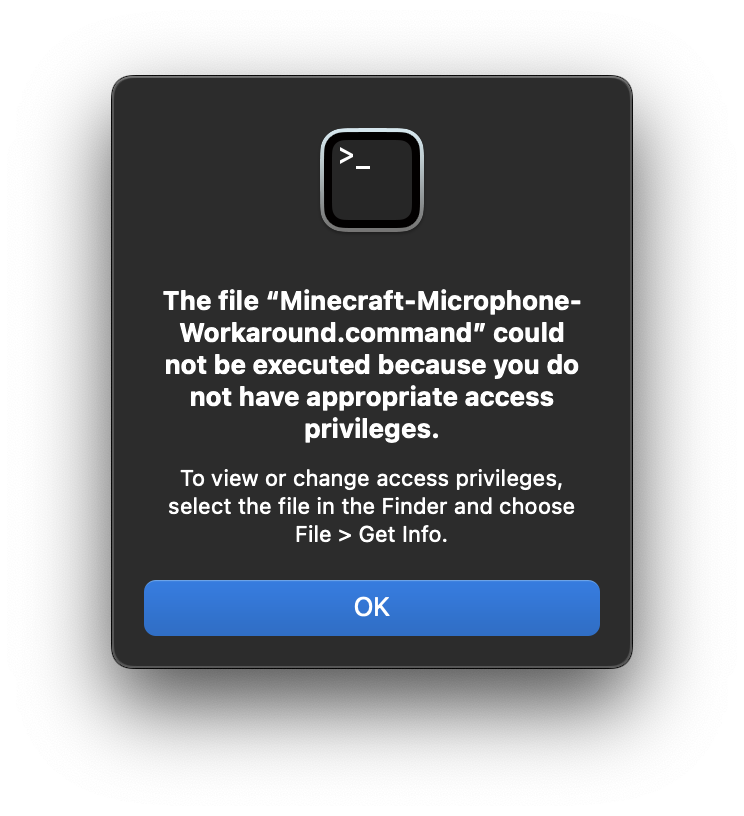 >_
The file “Minecraft-Microphone-
Workaround.command” could
not be executed because you do
not have appropriate access
privileges.
To view or change access privileges,
select the file in the Finder and choose
File > Get Info.
OK